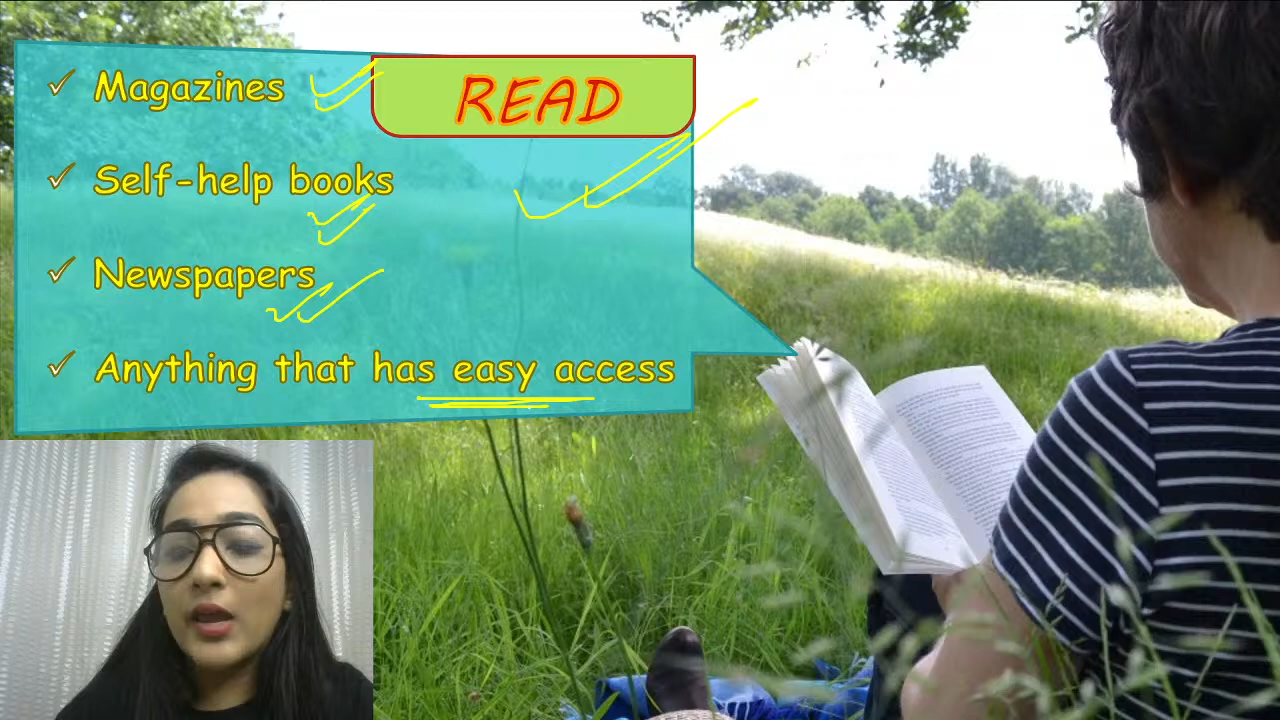 READ
✓ Magazines
✓ Self-help books
✓ Newspapers
✓ Anything that has easy access